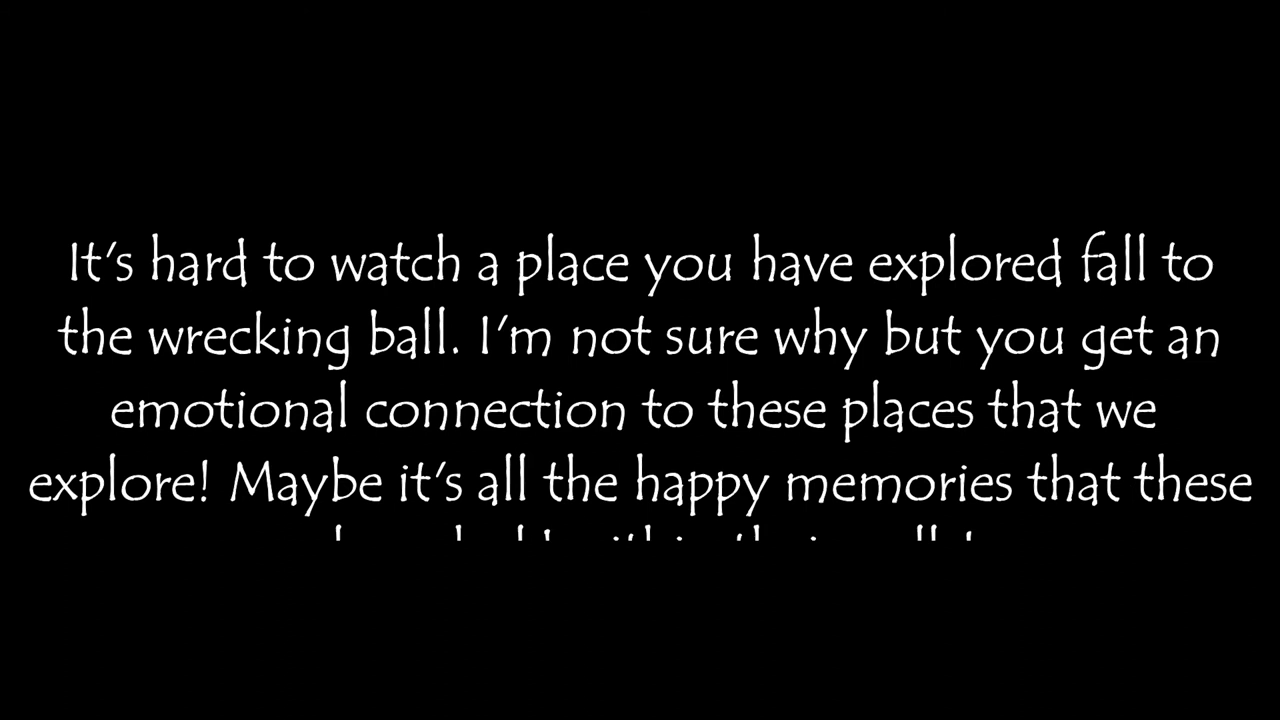 It's hard to watch a place you have explored fall to
the wrecking ball. I'm not sure why but you get an
emotional connection to these places that we
explore! Maybe it's all the happy memories that these